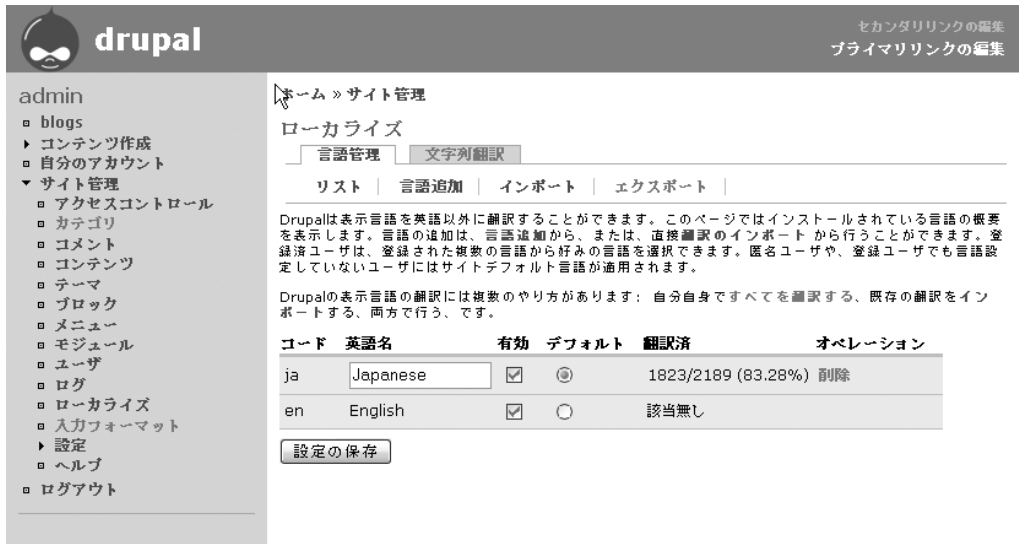 drupal
セカンダリリンクの編集
プライマリリンクの編集
admin
blogs
コンテンツ作成
自分のアカウント
サイト管理
アクセスコントロール
カテゴリ
コメント
コンテンツ
テーマ
ブロック
メニュー
モジュール
ユーザ
ログ
ローカライズ
入力フォーマット
設定
ヘルプ
ログアウト
ホーム » サイト管理
ローカライズ
言語管理 文字列翻訳
リスト | 言語追加 | インポート | エクスポート |
Drupalは表示言語を英語以外に翻訳することができます。このページではインストールされている言語の概要
を表示します。言語の追加は、言語追加から、または、直接翻訳のインポート から行うことができます。登
録済ユーザは、登録された複数の言語から好みの言語を選択できます。匿名ユーザや、登録ユーザでも言語設
定していないユーザにはサイトデフォルト言語が適用されます。
Drupalの表示言語の翻訳には複数のやり方があります: 自分自身ですべてを翻訳する、既存の翻訳をイン
ポートする、両方で行う、です。
コード 英語名 有効 デフォルト 翻訳済 オペレーション
ja Japanese 1823/2189 (83.28%) 削除
en English 該当無し
設定の保存